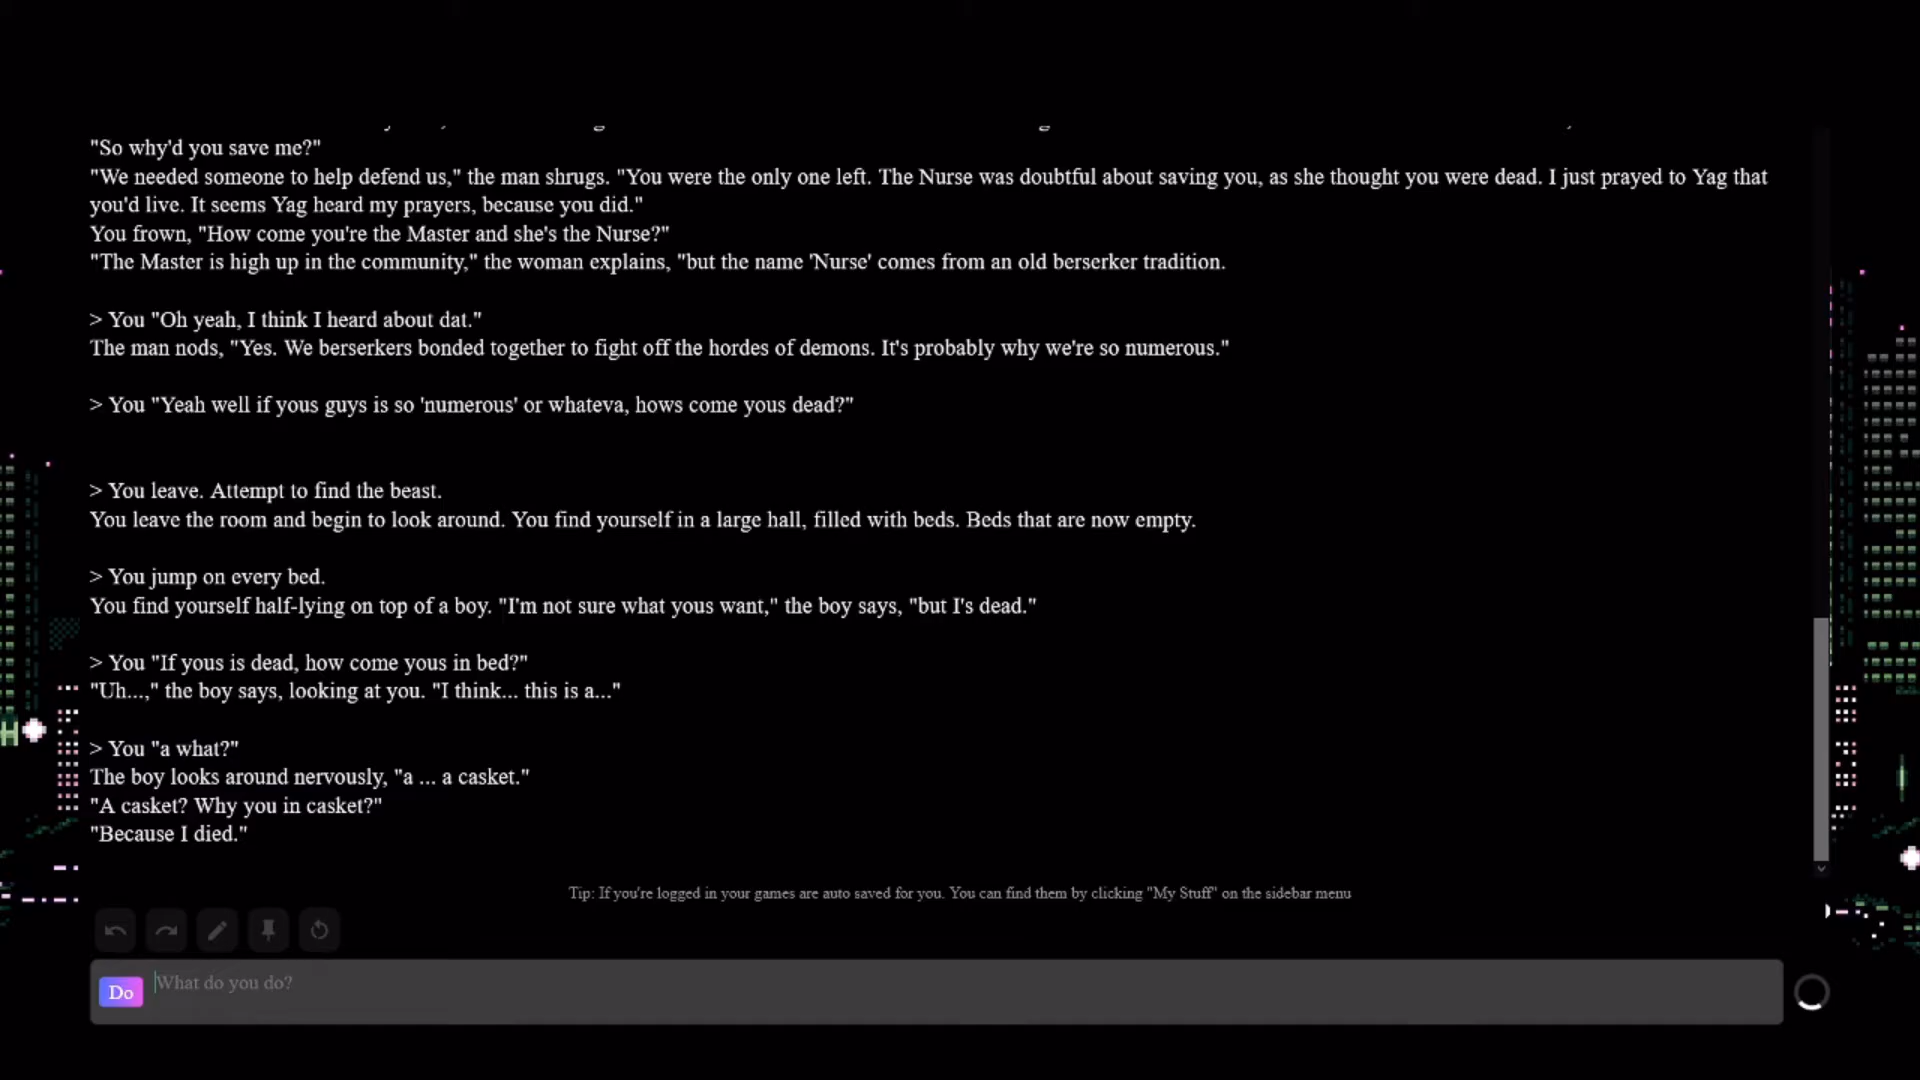 "So why'd you save me?"
"We needed someone to help defend us," the man shrugs. "You were the only one left. The Nurse was doubtful about saving you, as she thought you were dead. I just prayed to Yag that
you'd live. It seems Yag heard my prayers, because you did."
You frown, "How come you're the Master and she's the Nurse?"
"The Master is high up in the community," the woman explains, "but the name 'Nurse' comes from an old berserker tradition.
> You "Oh yeah, I think I heard about dat."
The man nods, "Yes. We berserkers bonded together to fight off the hordes of demons. It's probably why we're so numerous."
> You "Yeah well if yous guys is so 'numerous' or whateva, hows come yous dead?"
> You leave. Attempt to find the beast.
You leave the room and begin to look around. You find yourself in a large hall, filled with beds. Beds that are now empty.
> You jump on every bed.
You find yourself half-lying on top of a boy. "I'm not sure what yous want," the boy says, "but I's dead."
> You "If yous is dead, how come yous in bed?"
"Uh...," the boy says, looking at you. "I think... this is a..."
> You "a what?"
The boy looks around nervously, "a ... a casket."
"A casket? Why you in casket?"
"Because I died."
Tip: If you're logged in your games are auto saved for you. You can find them by clicking "My Stuff" on the sidebar menu
Do What do you do?